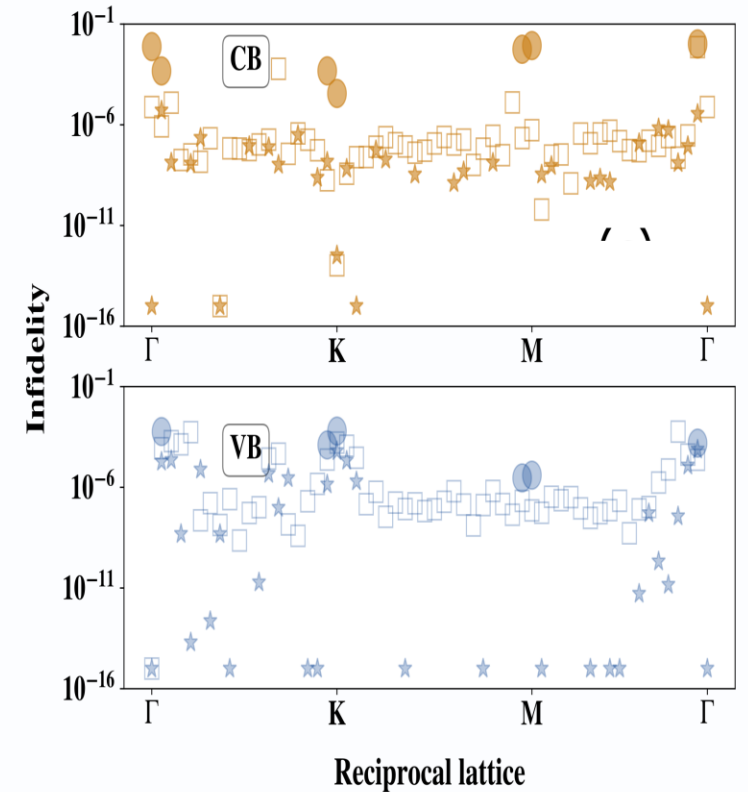 10⁻¹
CB
10⁻⁶
10⁻¹¹
10⁻¹⁶
Γ K M Γ
Infidelity
10⁻¹
VB
10⁻⁶
10⁻¹¹
10⁻¹⁶
Γ K M Γ
Reciprocal lattice